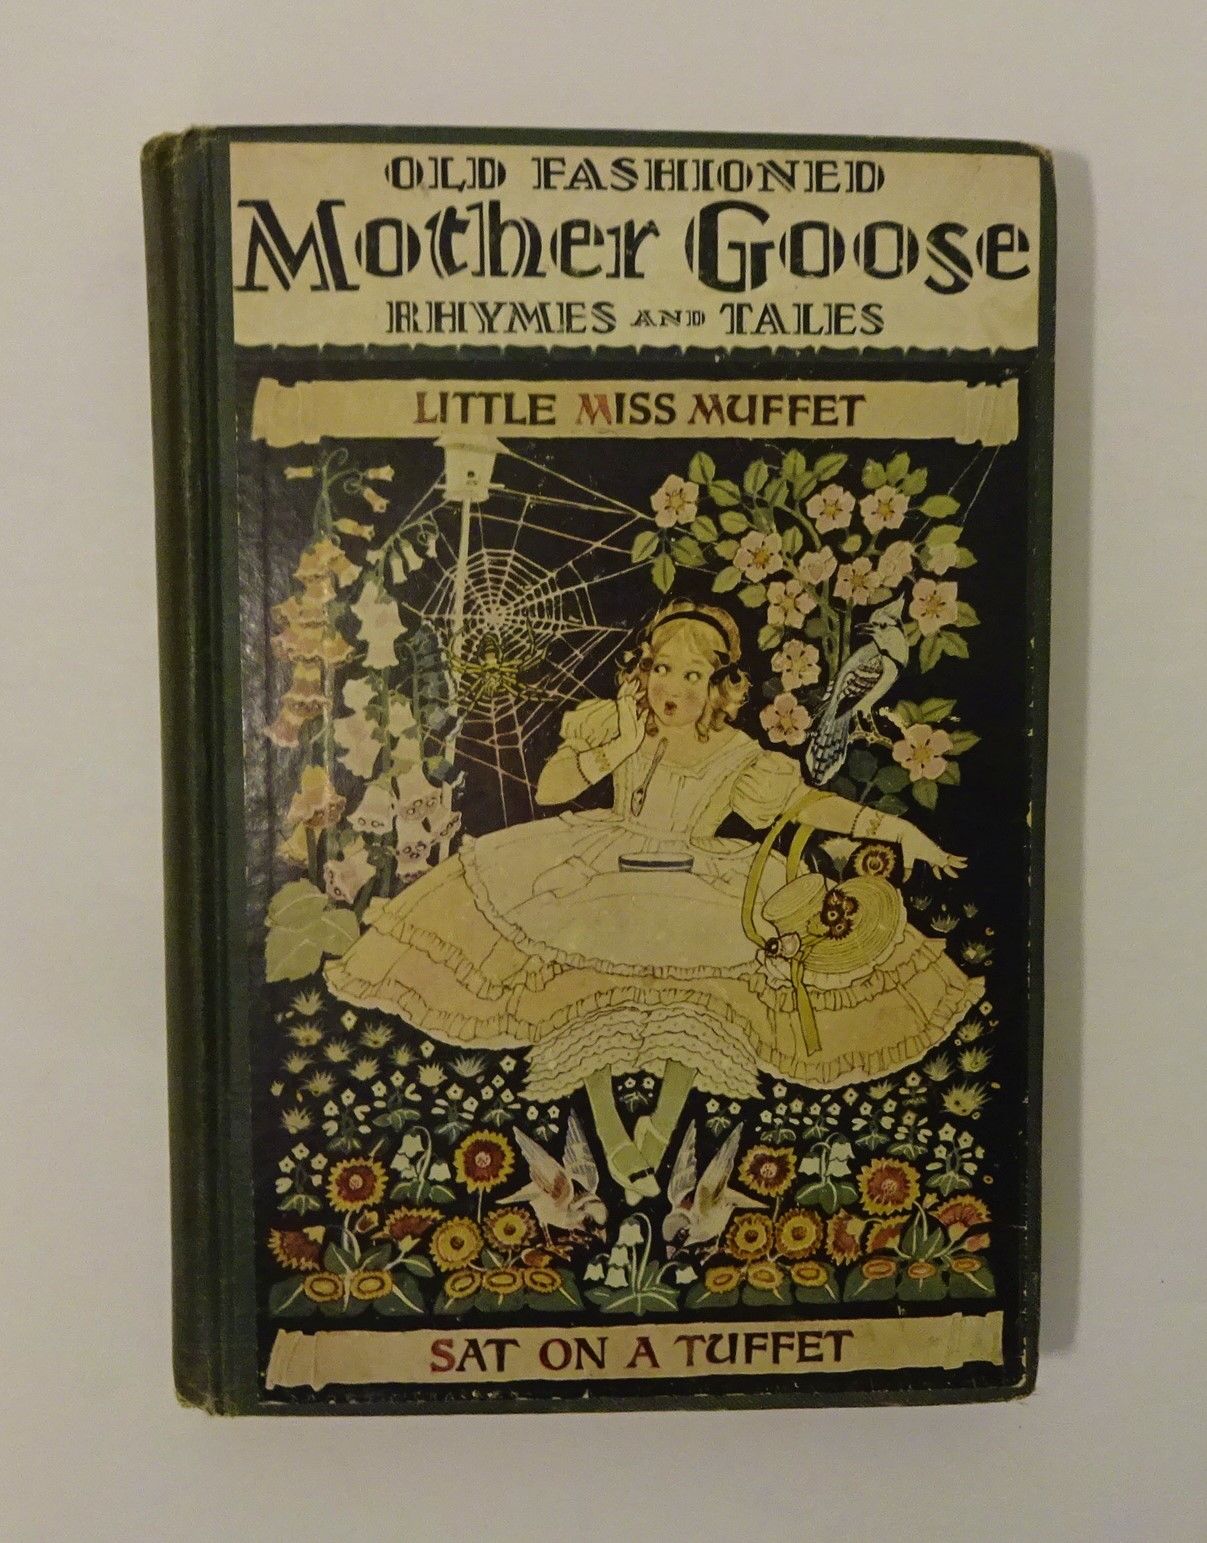 OLD FASHIONED
Mother Goose
RHYMES AND TALES
LITTLE MISS MUFFET
SAT ON A TUFFET